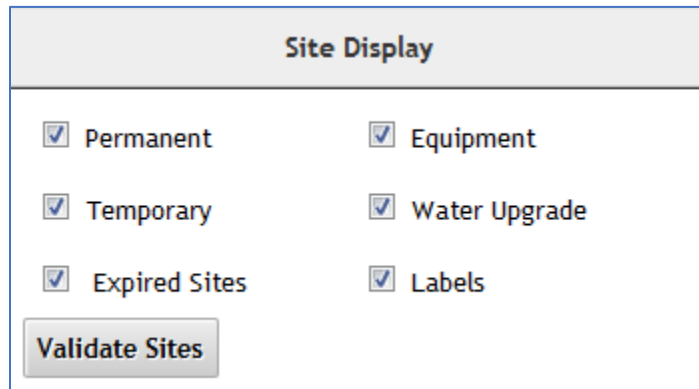 Site Display
Permanent Equipment
Temporary Water Upgrade
Expired Sites Labels
Validate Sites